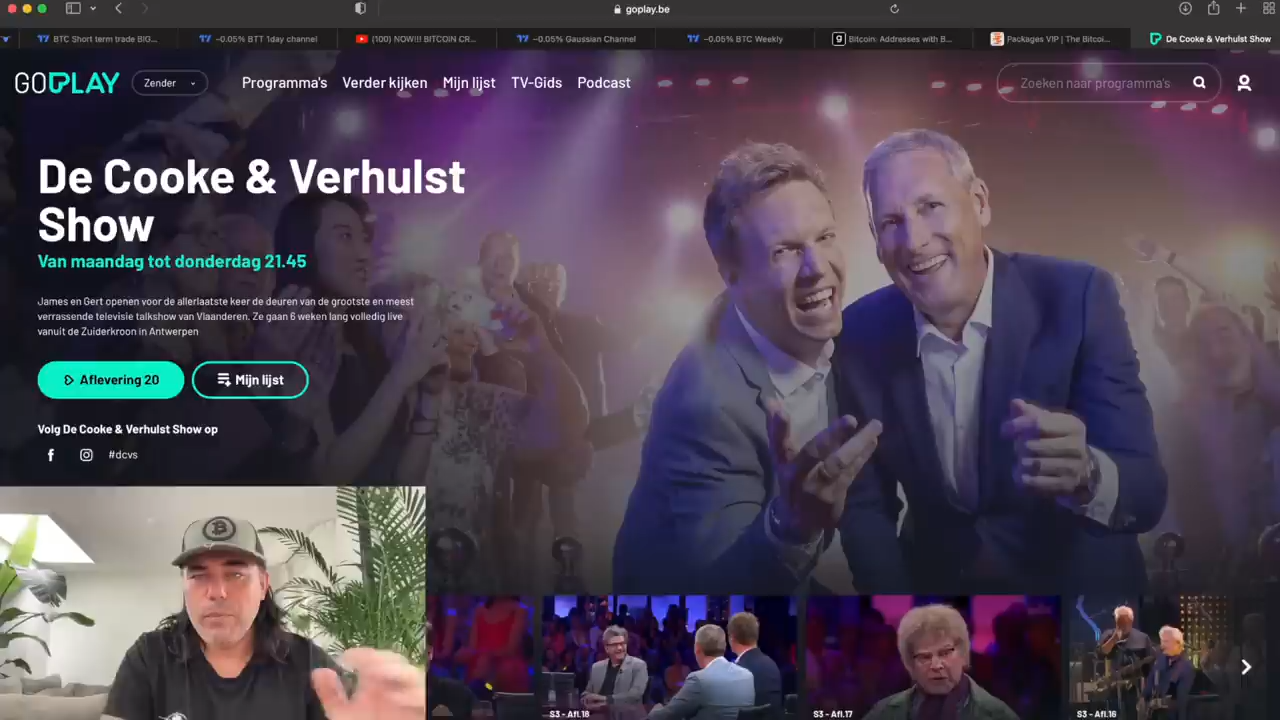 goplay.be
BTC Short term trade BIG...
-0.05% BTT 1day channel
(100) NOW!!! BITCOIN CR...
-0.05% Gaussian Channel
-0.05% BTC Weekly
Bitcoin: Addresses with B...
Packages VIP | The Bitcoi...
De Cooke & Verhulst Show
GOPLAY
Zender
Programma's
Verder kijken
Mijn lijst
TV-Gids
Podcast
Zoeken naar programma's
De Cooke & Verhulst
Show
Van maandag tot donderdag 21.45
James en Gert openen voor de allerlaatste keer de deuren van de grootste en meest
verrassende televisie talkshow van Vlaanderen. Ze gaan 6 weken lang volledig live
vanuit de Zuiderkroon in Antwerpen
Aflevering 20
Mijn lijst
Volg De Cooke & Verhulst Show op
#dcvs
S3 - Afl.18
S3 - Afl.17
S3 - Afl.16